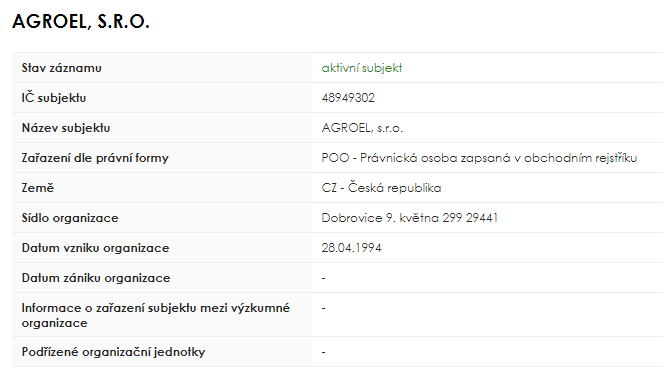 AGROEL, S.R.O.
Stav záznamu aktivní subjekt
IČ subjektu 48949302
Název subjektu AGROEL, s.r.o.
Zařazení dle právní formy POO - Právnická osoba zapsaná v obchodním rejstříku
Země CZ - Česká republika
Sídlo organizace Dobrovice 9. května 299 29441
Datum vzniku organizace 28.04.1994
Datum zániku organizace -
Informace o zařazení subjektu mezi výzkumné -
organizace
Podřízené organizační jednotky -